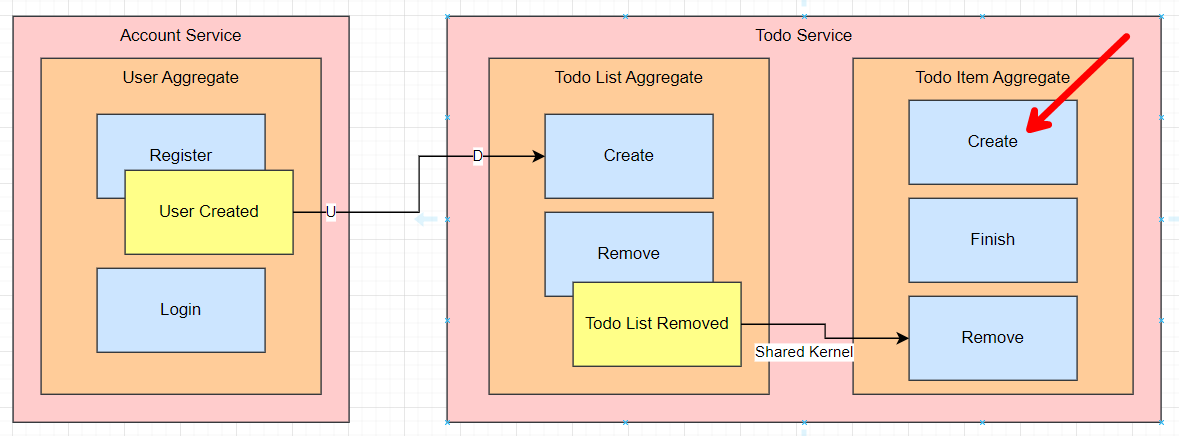 Account Service
User Aggregate
Register
User Created
Login
U
D
Todo Service
Todo List Aggregate
Create
Remove
Todo List Removed
Shared Kernel
Todo Item Aggregate
Create
Finish
Remove